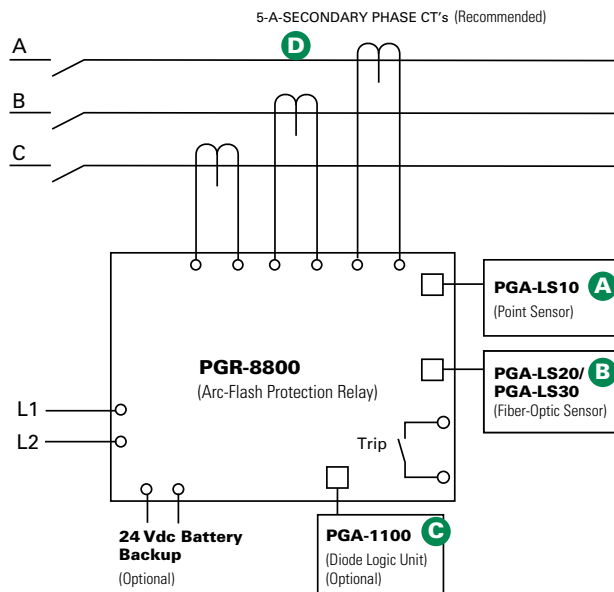 5-A-SECONDARY PHASE CT's (Recommended)
D
A
B
C
PGA-LS10 A
(Point Sensor)
PGR-8800
(Arc-Flash Protection Relay)
PGA-LS20/ B
PGA-LS30
(Fiber-Optic Sensor)
L1
L2
Trip
24 Vdc Battery
Backup
(Optional)
PGA-1100 C
(Diode Logic Unit)
(Optional)